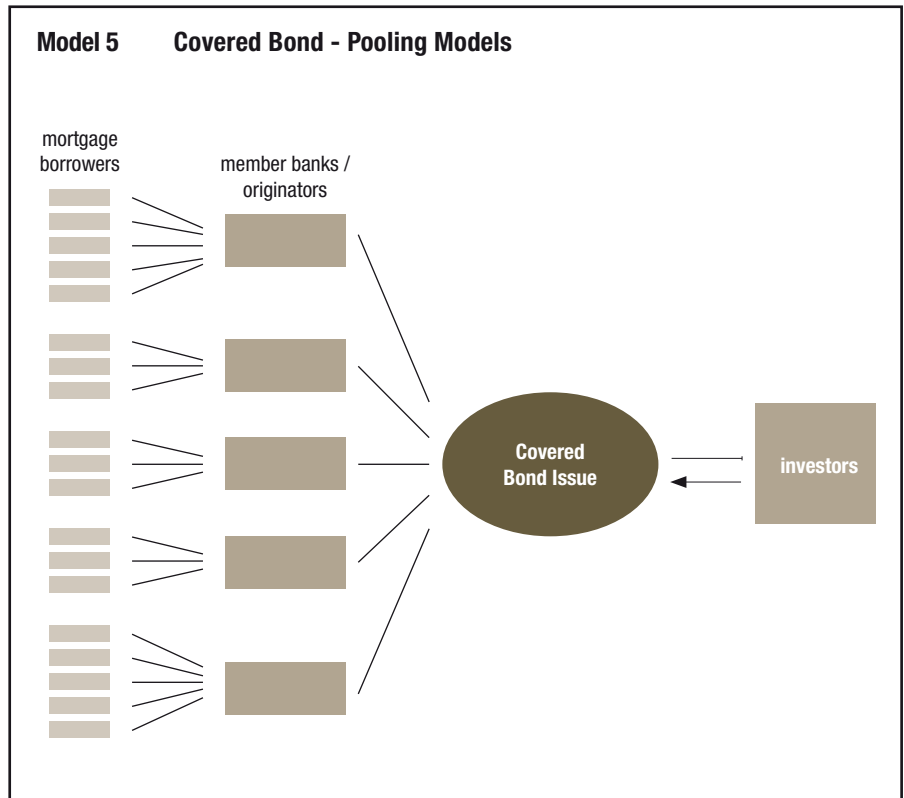 Model 5 Covered Bond - Pooling Models
mortgage
borrowers
member banks /
originators
Covered
Bond Issue
investors